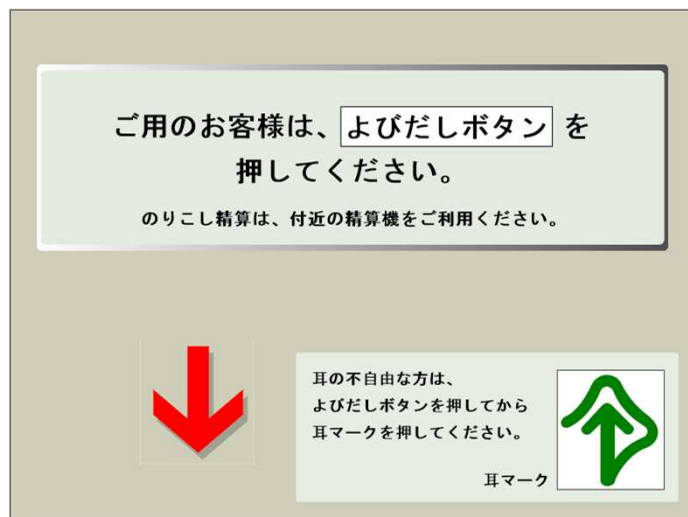 ご用のお客様は、よびだしボタン を
押してください。
のりこし精算は、付近の精算機をご利用ください。
耳の不自由な方は、
よびだしボタンを押してから
耳マークを押してください。
耳マーク